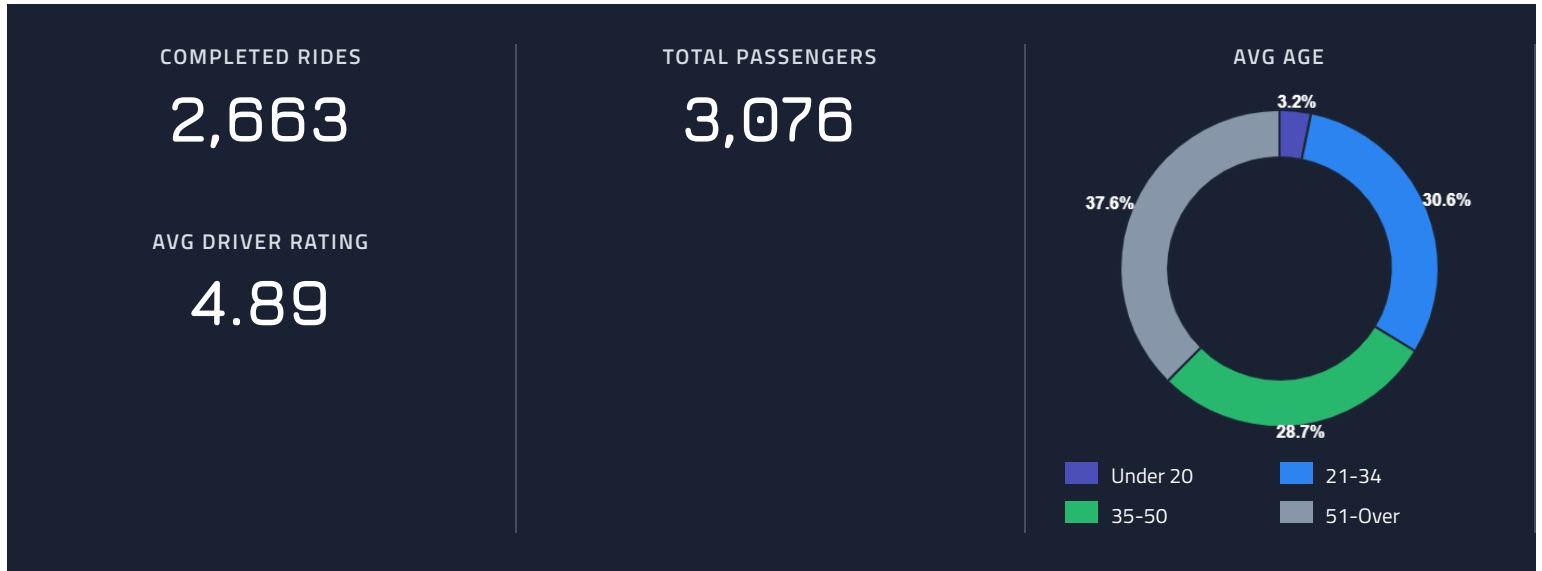 COMPLETED RIDES
2,663
AVG DRIVER RATING
4.89
TOTAL PASSENGERS
3,076
AVG AGE
3.2%
37.6%
30.6%
28.7%
Under 20
21-34
35-50
51-Over